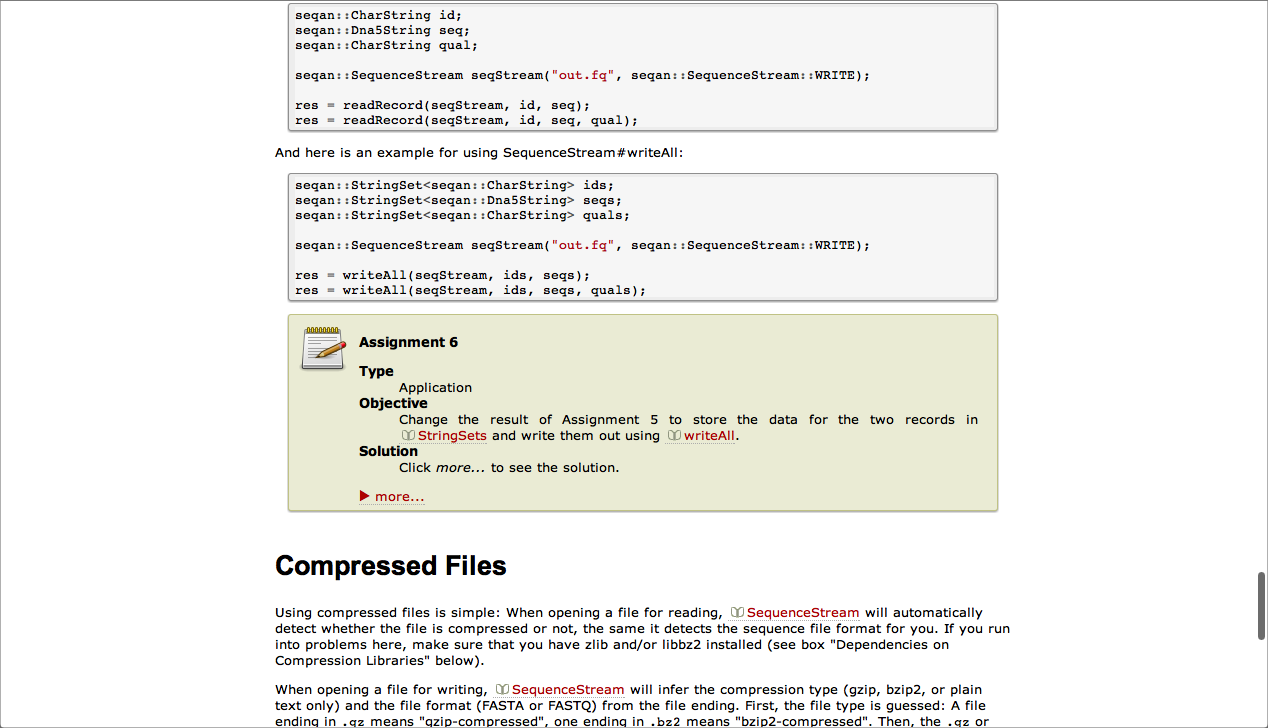 seqan::CharString id;
seqan::Dna5String seq;
seqan::CharString qual;
seqan::SequenceStream seqStream("out.fq", seqan::SequenceStream::WRITE);
res = readRecord(seqStream, id, seq);
res = readRecord(seqStream, id, seq, qual);
And here is an example for using SequenceStream#writeAll:
seqan::StringSet<seqan::CharString> ids;
seqan::StringSet<seqan::Dna5String> seqs;
seqan::StringSet<seqan::CharString> quals;
seqan::SequenceStream seqStream("out.fq", seqan::SequenceStream::WRITE);
res = writeAll(seqStream, ids, seqs);
res = writeAll(seqStream, ids, seqs, quals);
Assignment 6
Type
Application
Objective
Change the result of Assignment 5 to store the data for the two records in
StringSets and write them out using writeAll.
Solution
Click more... to see the solution.
more...
Compressed Files
Using compressed files is simple: When opening a file for reading, SequenceStream will automatically
detect whether the file is compressed or not, the same it detects the sequence file format for you. If you run
into problems here, make sure that you have zlib and/or libbz2 installed (see box "Dependencies on
Compression Libraries" below).
When opening a file for writing, SequenceStream will infer the compression type (gzip, bzip2, or plain
text only) and the file format (FASTA or FASTQ) from the file ending. First, the file type is guessed: A file
ending in .gz means "gzip-compressed", one ending in .bz2 means "bzip2-compressed". Then, the .gz or